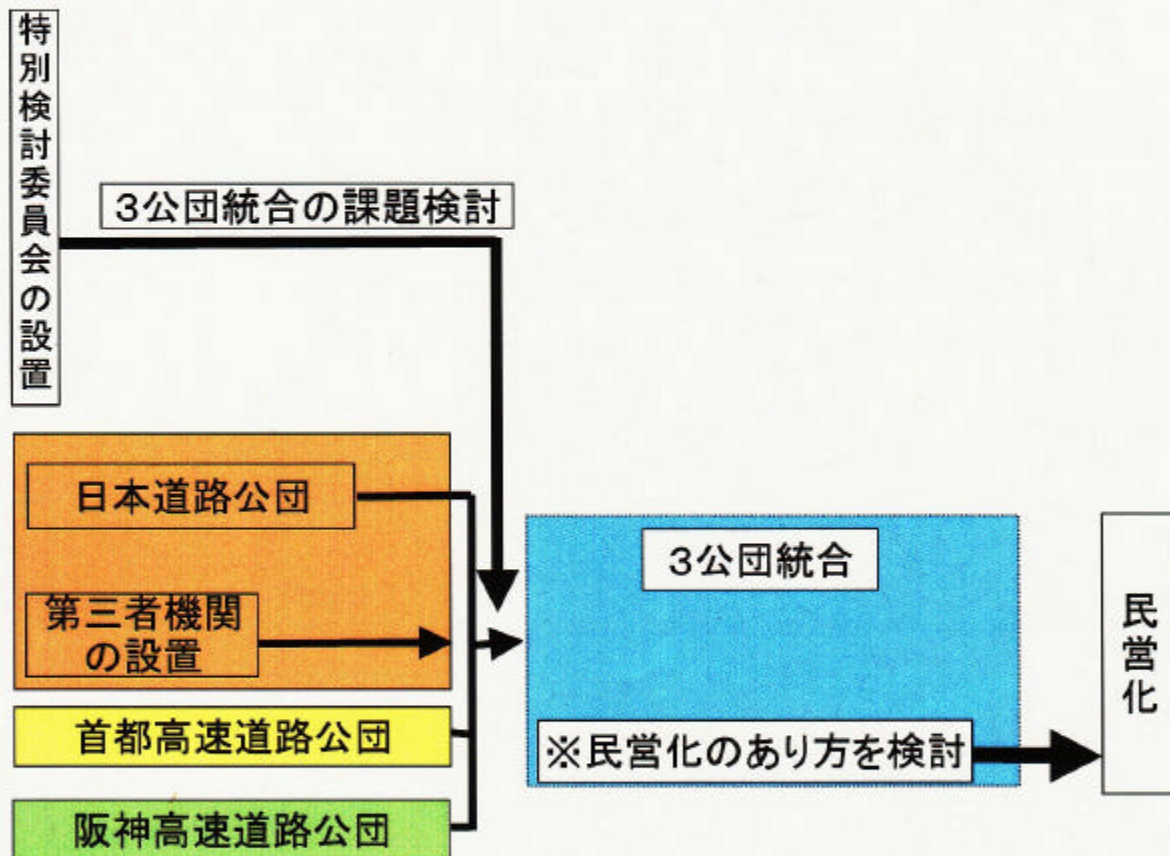 特別検討委員会の設置
3公団統合の課題検討
日本道路公団
第三者機関
の設置
首都高速道路公団
阪神高速道路公団
3公団統合
※民営化のあり方を検討
民営化